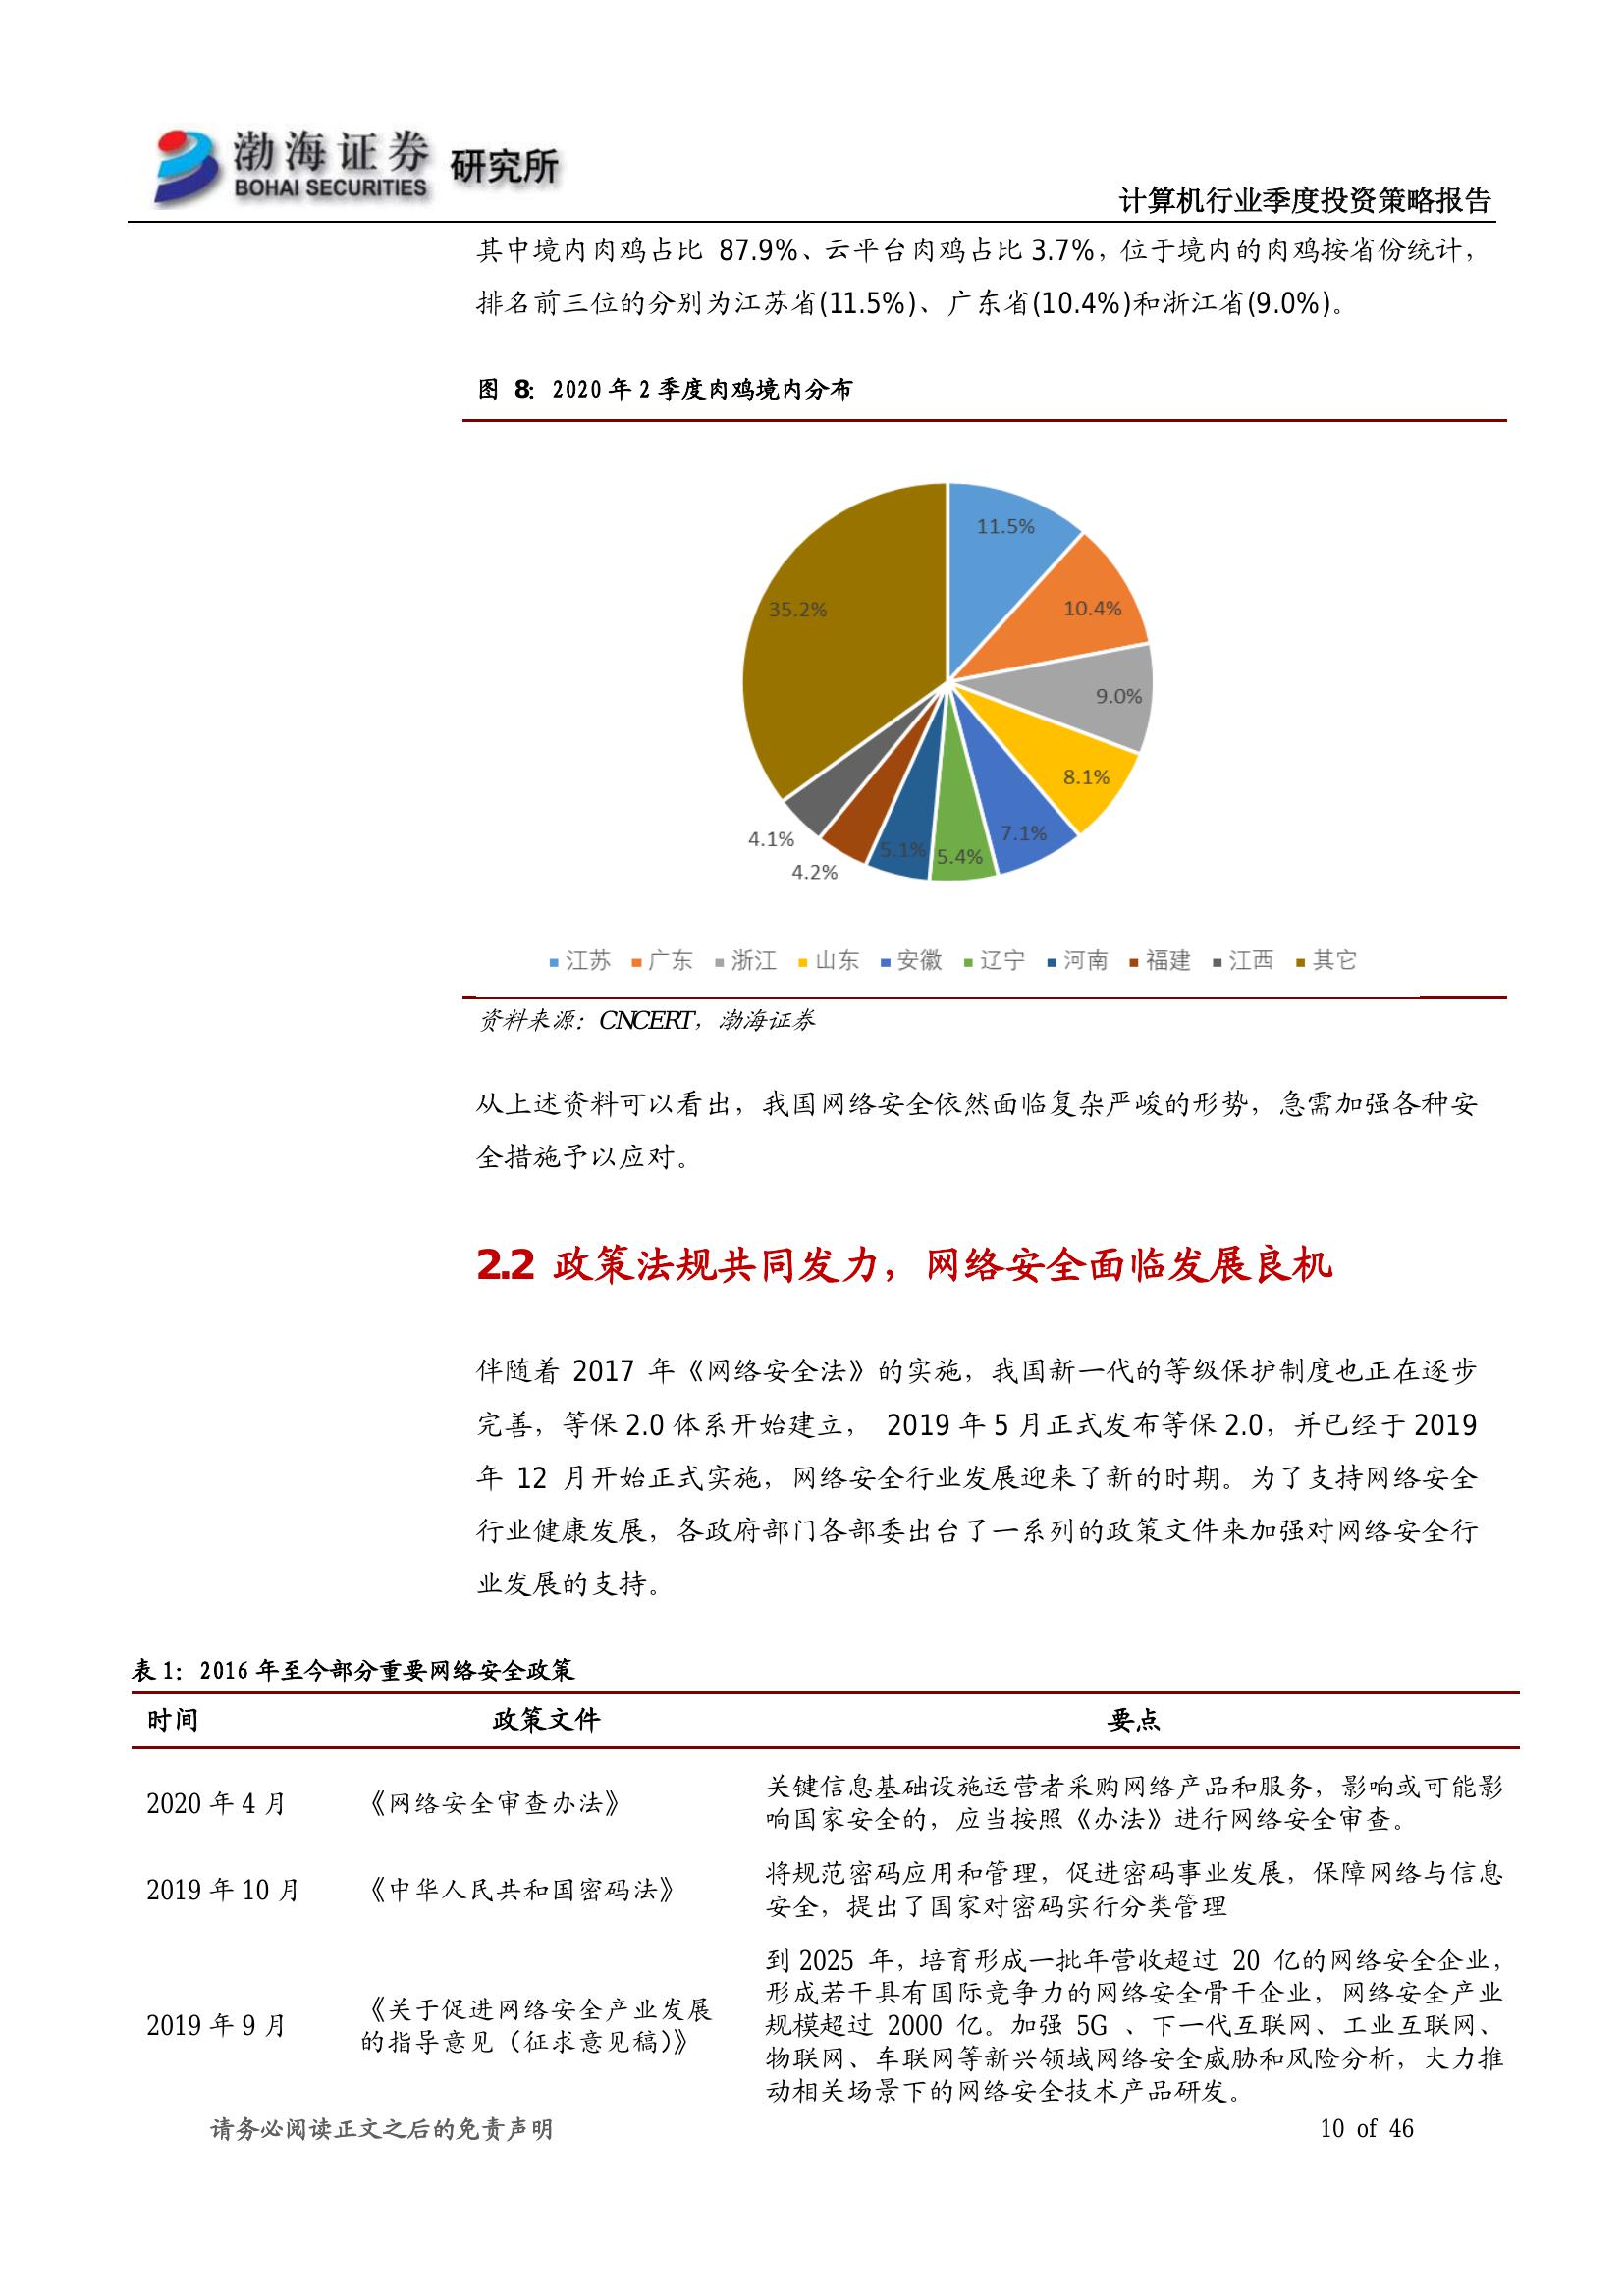 渤海证券 研究所
BOHAI SECURITIES
计算机行业季度投资策略报告
其中境内肉鸡占比 87.9%、云平台肉鸡占比 3.7%，位于境内的肉鸡按省份统计，
排名前三位的分别为江苏省(11.5%)、广东省(10.4%)和浙江省(9.0%)。
图 8：2020 年 2 季度肉鸡境内分布
11.5%
10.4%
9.0%
8.1%
7.1%
5.4%
5.1%
4.2%
4.1%
35.2%
江苏 广东 浙江 山东 安徽 辽宁 河南 福建 江西 其它
资料来源：CNCERT，渤海证券
从上述资料可以看出，我国网络安全依然面临复杂严峻的形势，急需加强各种安
全措施予以应对。
2.2 政策法规共同发力，网络安全面临发展良机
伴随着 2017 年《网络安全法》的实施，我国新一代的等级保护制度也正在逐步
完善，等保 2.0 体系开始建立， 2019 年 5 月正式发布等保 2.0，并已经于 2019
年 12 月开始正式实施，网络安全行业发展迎来了新的时期。为了支持网络安全
行业健康发展，各政府部门各部委出台了一系列的政策文件来加强对网络安全行
业发展的支持。
表 1：2016 年至今部分重要网络安全政策
时间 政策文件 要点
2020 年 4 月 《网络安全审查办法》
关键信息基础设施运营者采购网络产品和服务，影响或可能影
响国家安全的，应当按照《办法》进行网络安全审查。
2019 年 10 月 《中华人民共和国密码法》
将规范密码应用和管理，促进密码事业发展，保障网络与信息
安全，提出了国家对密码实行分类管理
2019 年 9 月
《关于促进网络安全产业发展
的指导意见（征求意见稿）》
到 2025 年，培育形成一批年营收超过 20 亿的网络安全企业，
形成若干具有国际竞争力的网络安全骨干企业，网络安全产业
规模超过 2000 亿。加强 5G 、下一代互联网、工业互联网、
物联网、车联网等新兴领域网络安全威胁和风险分析，大力推
动相关场景下的网络安全技术产品研发。
请务必阅读正文之后的免责声明
10 of 46